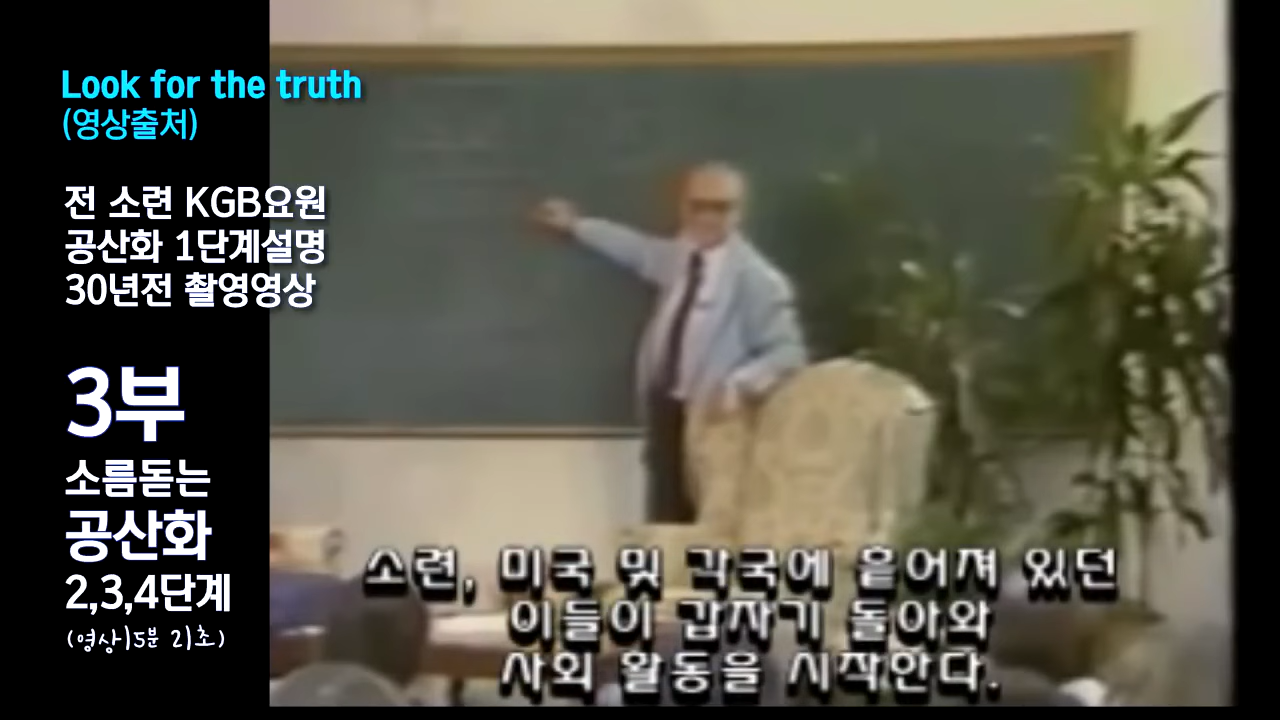 Look for the truth
(영상출처)
전 소련 KGB요원
공산화 1단계설명
30년전 촬영영상
3부
소름돋는
공산화
2,3,4단계
(영상15분 21초)
소련, 미국 및 각국에 흩어져 있던
이들이 갑자기 돌아와
사회 활동을 시작한다.